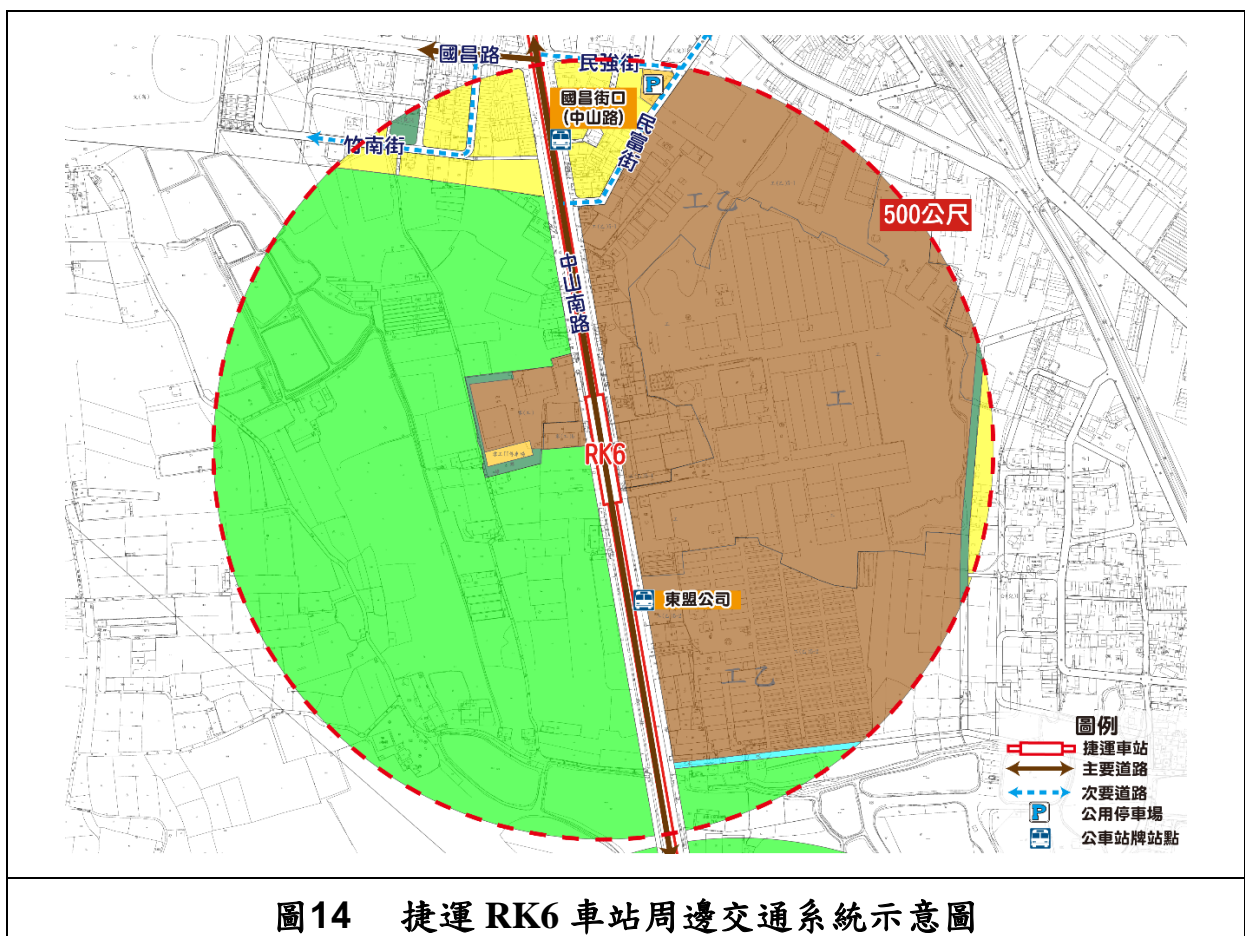 國昌路
民強街
P
國昌街口
(中山路)
民富街
竹南街
工乙
500公尺
中山南路
工
RK6
東盟公司
工乙
圖例
捷運車站
主要道路
次要道路
P
公用停車場
公車站牌站點
圖14 捷運 RK6 車站周邊交通系統示意圖